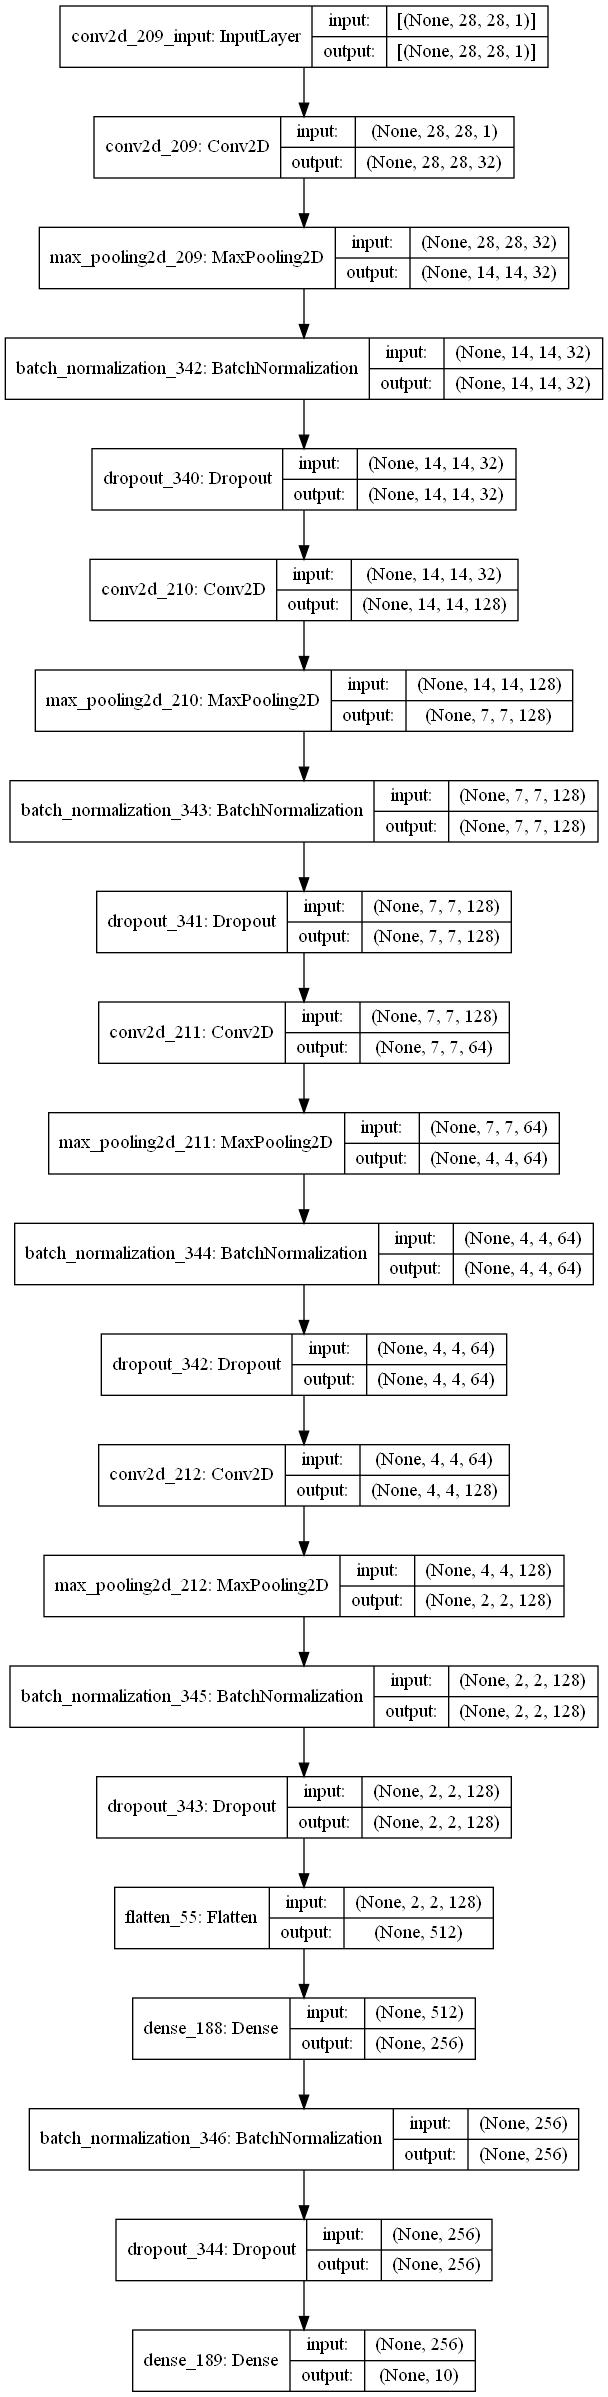 conv2d_209_input: InputLayer
input: [(None, 28, 28, 1)]
output: [(None, 28, 28, 1)]
conv2d_209: Conv2D
input: (None, 28, 28, 1)
output: (None, 28, 28, 32)
max_pooling2d_209: MaxPooling2D
input: (None, 28, 28, 32)
output: (None, 14, 14, 32)
batch_normalization_342: BatchNormalization
input: (None, 14, 14, 32)
output: (None, 14, 14, 32)
dropout_340: Dropout
input: (None, 14, 14, 32)
output: (None, 14, 14, 32)
conv2d_210: Conv2D
input: (None, 14, 14, 32)
output: (None, 14, 14, 128)
max_pooling2d_210: MaxPooling2D
input: (None, 14, 14, 128)
output: (None, 7, 7, 128)
batch_normalization_343: BatchNormalization
input: (None, 7, 7, 128)
output: (None, 7, 7, 128)
dropout_341: Dropout
input: (None, 7, 7, 128)
output: (None, 7, 7, 128)
conv2d_211: Conv2D
input: (None, 7, 7, 128)
output: (None, 7, 7, 64)
max_pooling2d_211: MaxPooling2D
input: (None, 7, 7, 64)
output: (None, 4, 4, 64)
batch_normalization_344: BatchNormalization
input: (None, 4, 4, 64)
output: (None, 4, 4, 64)
dropout_342: Dropout
input: (None, 4, 4, 64)
output: (None, 4, 4, 64)
conv2d_212: Conv2D
input: (None, 4, 4, 64)
output: (None, 4, 4, 128)
max_pooling2d_212: MaxPooling2D
input: (None, 4, 4, 128)
output: (None, 2, 2, 128)
batch_normalization_345: BatchNormalization
input: (None, 2, 2, 128)
output: (None, 2, 2, 128)
dropout_343: Dropout
input: (None, 2, 2, 128)
output: (None, 2, 2, 128)
flatten_55: Flatten
input: (None, 2, 2, 128)
output: (None, 512)
dense_188: Dense
input: (None, 512)
output: (None, 256)
batch_normalization_346: BatchNormalization
input: (None, 256)
output: (None, 256)
dropout_344: Dropout
input: (None, 256)
output: (None, 256)
dense_189: Dense
input: (None, 256)
output: (None, 10)